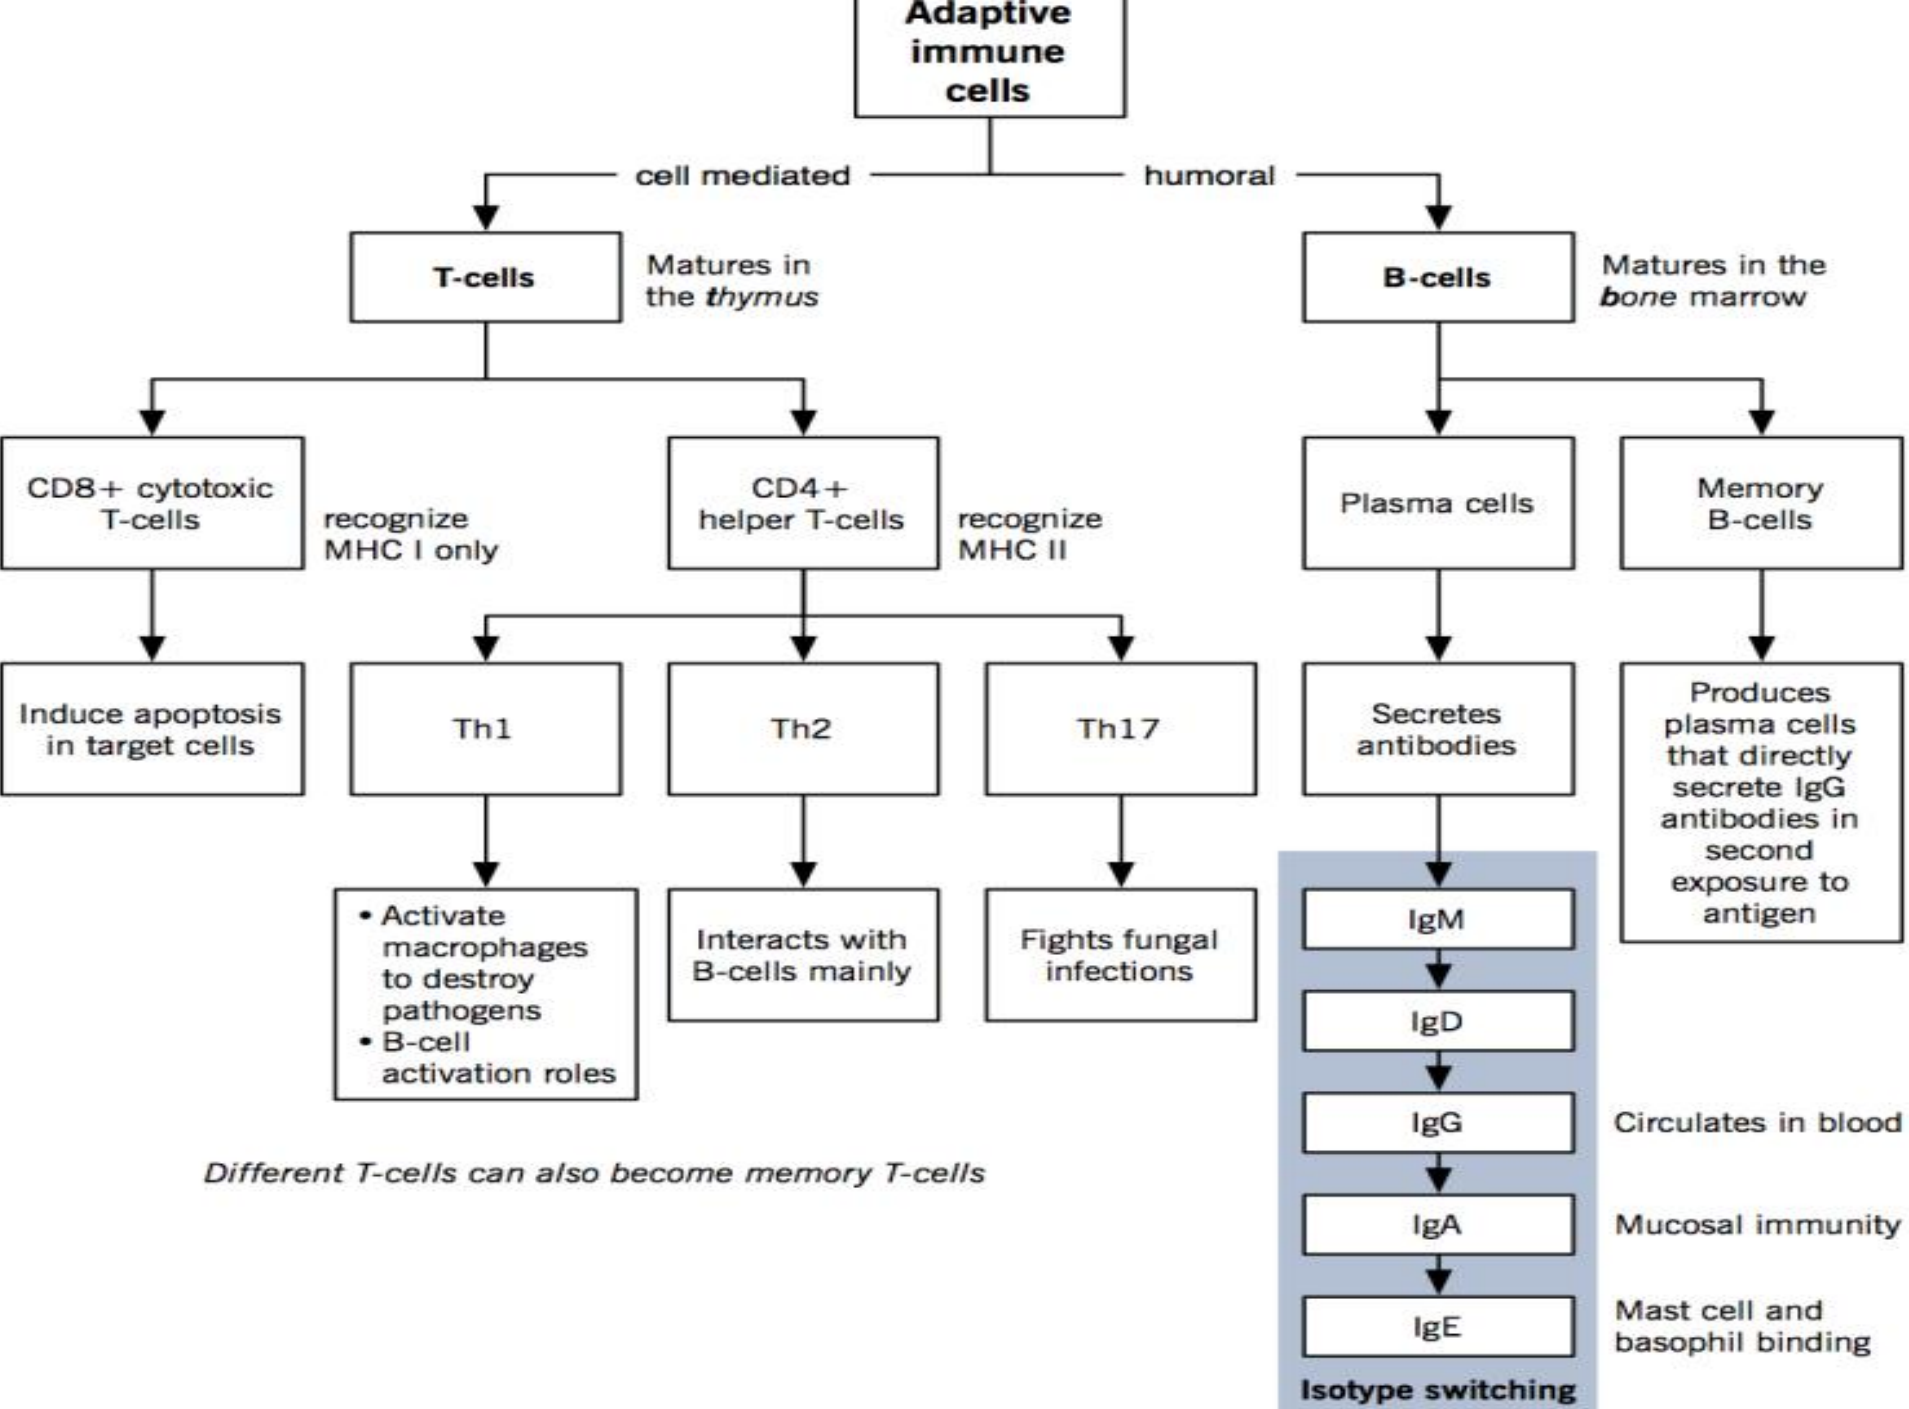 Adaptive
immune
cells
cell mediated
humoral
T-cells
Matures in
the thymus
B-cells
Matures in the
bone marrow
CD8+ cytotoxic
T-cells
recognize
MHC I only
CD4+
helper T-cells
recognize
MHC II
Plasma cells
Memory
B-cells
Induce apoptosis
in target cells
Th1
Th2
Th17
Secretes
antibodies
Produces
plasma cells
that directly
secrete IgG
antibodies in
second
exposure to
antigen
• Activate
macrophages
to destroy
pathogens
• B-cell
activation roles
Interacts with
B-cells mainly
Fights fungal
infections
IgM
IgD
IgG
Circulates in blood
IgA
Mucosal immunity
IgE
Mast cell and
basophil binding
Isotype switching
Different T-cells can also become memory T-cells